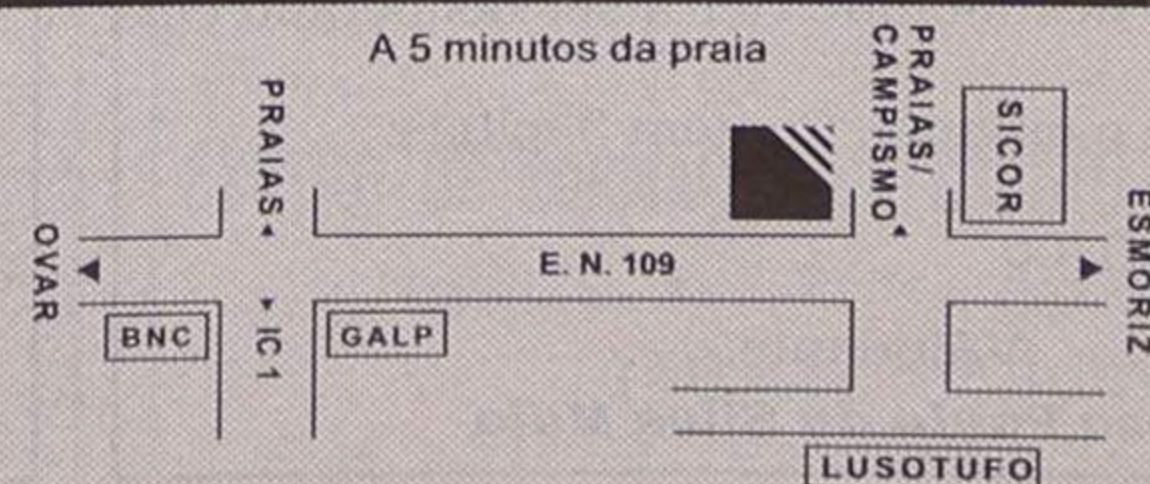 A 5 minutos da praia
PRAIAS
PRAIAS/
CAMPISMO
SICOR
OVAR
E. N. 109
ESMORIZ
BNC
IC 1
GALP
LUSOTUFO